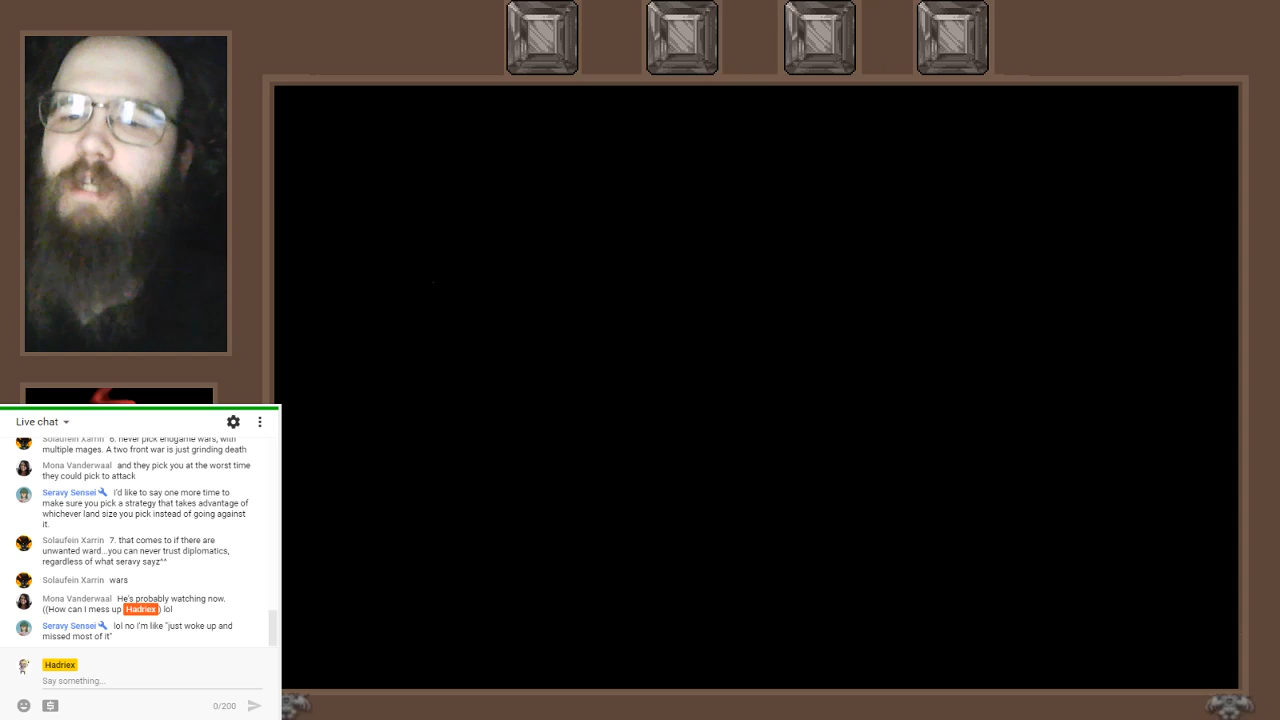 Live chat
Solaufein Xarrin 6. never pick endgame wars, with
multiple mages. A two front war is just grinding death
Mona Vanderwaal and they pick you at the worst time
they could pick to attack
Seravy Sensei I'd like to say one more time to
make sure you pick a strategy that takes advantage of
whichever land size you pick instead of going against
it.
Solaufein Xarrin 7. that comes to if there are
unwanted ward...you can never trust diplomatics,
regardless of what seravy sayz^^
Solaufein Xarrin wars
Mona Vanderwaal He's probably watching now.
((How can I mess up Hadriex) lol
Seravy Sensei lol no I'm like "just woke up and
missed most of it"
Hadriex
Say something...
0/200